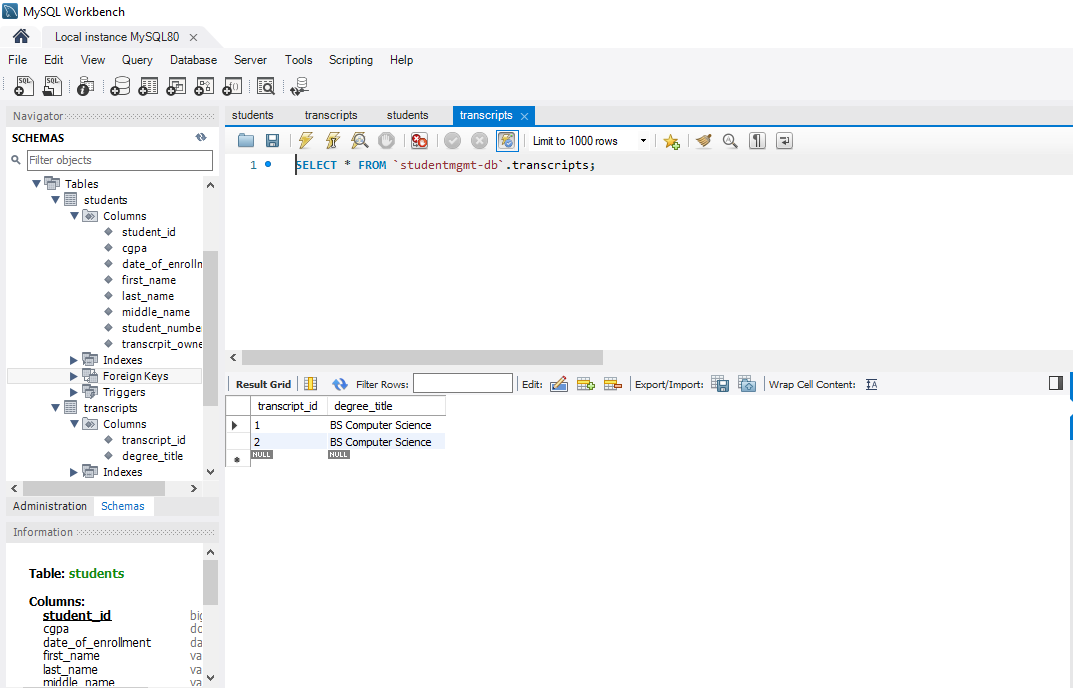 MySQL Workbench
Local instance MySQL80
File Edit View Query Database Server Tools Scripting Help
Navigator
SCHEMAS
Filter objects
Tables
students
Columns
student_id
cgpa
date_of_enrolln
first_name
last_name
middle_name
student_numbe
transcrpit_owne
Indexes
Foreign Keys
Triggers
transcripts
Columns
transcript_id
degree_title
Indexes
Administration Schemas
Information
Table: students
Columns:
student_id big
cgpa do
date_of_enrollment da
first_name va
last_name va
middle_name va
students transcripts students transcripts
Limit to 1000 rows
1 SELECT * FROM `studentmgmt-db`.transcripts;
Result Grid Filter Rows: Edit: Export/Import: Wrap Cell Content:
transcript_id degree_title
1 BS Computer Science
2 BS Computer Science
NULL NULL